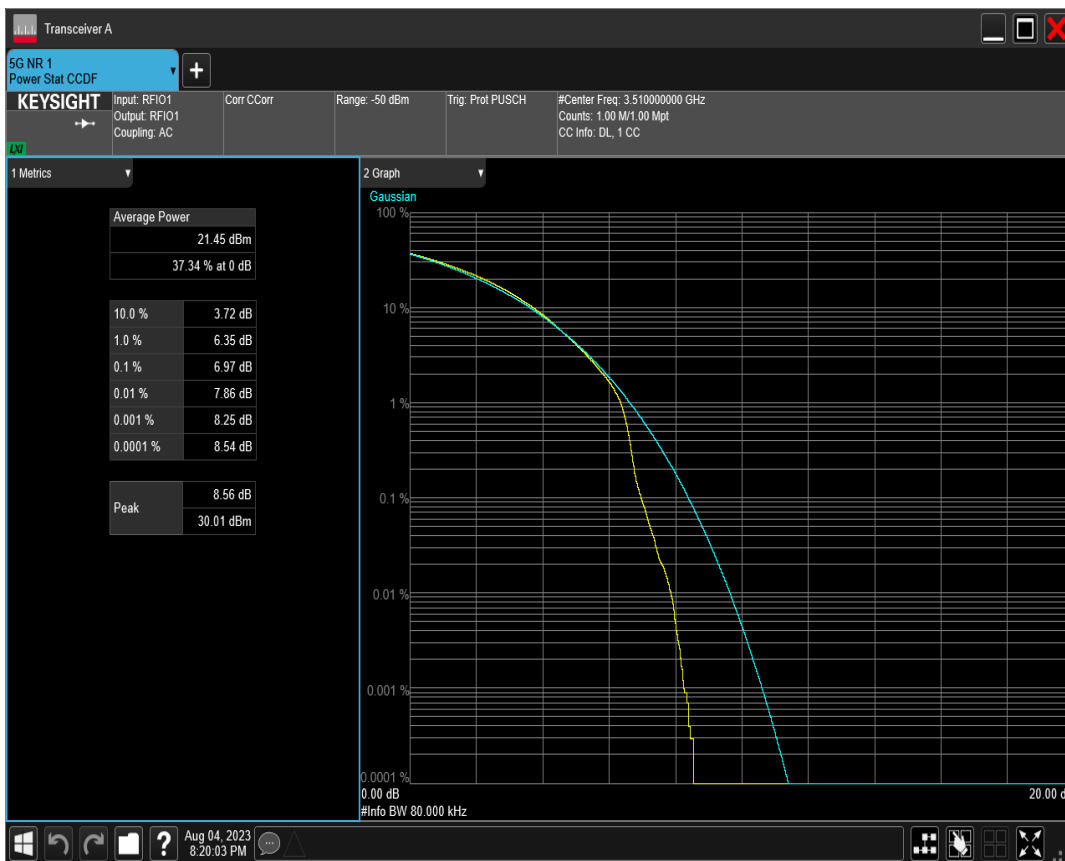 Transceiver A
5G NR 1
Power Stat CCDF
KEYSIGHT
LXI
Input: RFIO1
Output: RFIO1
Coupling: AC
Corr CCorr
Range: -50 dBm
Trig: Prot PUSCH
#Center Freq: 3.510000000 GHz
Counts: 1.00 M/1.00 Mpt
CC Info: DL, 1 CC
1 Metrics
Average Power
21.45 dBm
37.34 % at 0 dB
10.0 % 3.72 dB
1.0 % 6.35 dB
0.1 % 6.97 dB
0.01 % 7.86 dB
0.001 % 8.25 dB
0.0001 % 8.54 dB
Peak
8.56 dB
30.01 dBm
2 Graph
Gaussian
100 %
10 %
1 %
0.1 %
0.01 %
0.001 %
0.0001 %
0.00 dB 20.00 d
#Info BW 80.000 kHz
Aug 04, 2023
8:20:03 PM